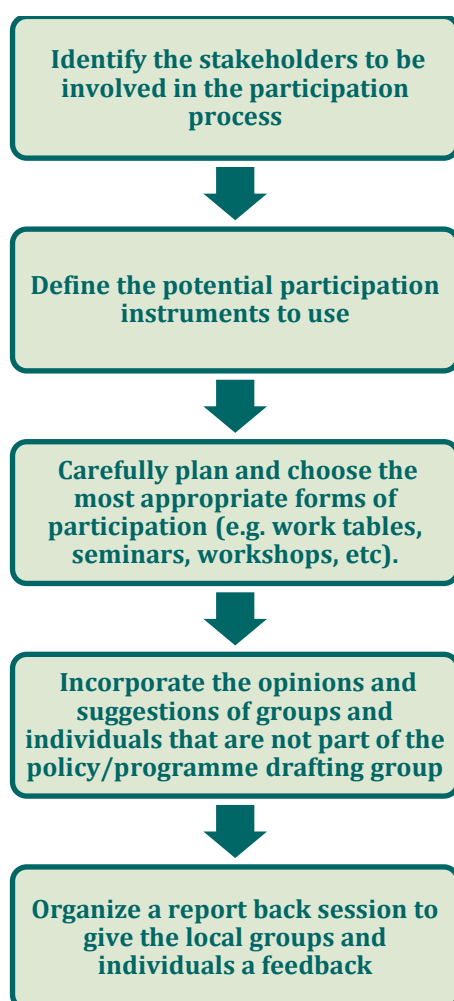 Identify the stakeholders to be
involved in the participation
process
Define the potential participation
instruments to use
Carefully plan and choose the
most appropriate forms of
participation (e.g. work tables,
seminars, workshops, etc).
Incorporate the opinions and
suggestions of groups and
individuals that are not part of the
policy/programme drafting group
Organize a report back session to
give the local groups and
individuals a feedback